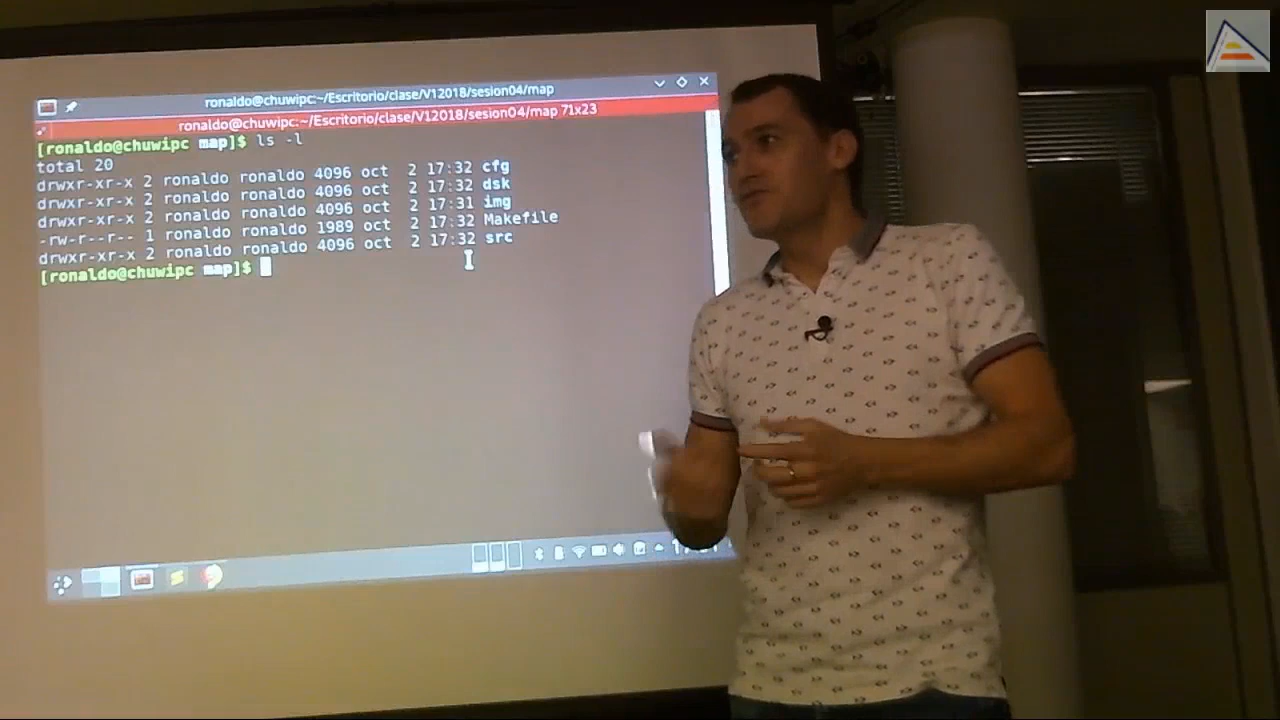 ronaldo@chuwipc:~/Escritorio/clase/V12018/sesion04/map
ronaldo@chuwipc:~/Escritorio/clase/V12018/sesion04/map 71x23
[ronaldo@chuwipc map]$ ls -l
total 20
drwxr-xr-x 2 ronaldo ronaldo 4096 oct  2 17:32 cfg
drwxr-xr-x 2 ronaldo ronaldo 4096 oct  2 17:32 dsk
drwxr-xr-x 2 ronaldo ronaldo 4096 oct  2 17:31 img
-rw-r--r-- 1 ronaldo ronaldo 1989 oct  2 17:32 Makefile
drwxr-xr-x 2 ronaldo ronaldo 4096 oct  2 17:32 src
[ronaldo@chuwipc map]$